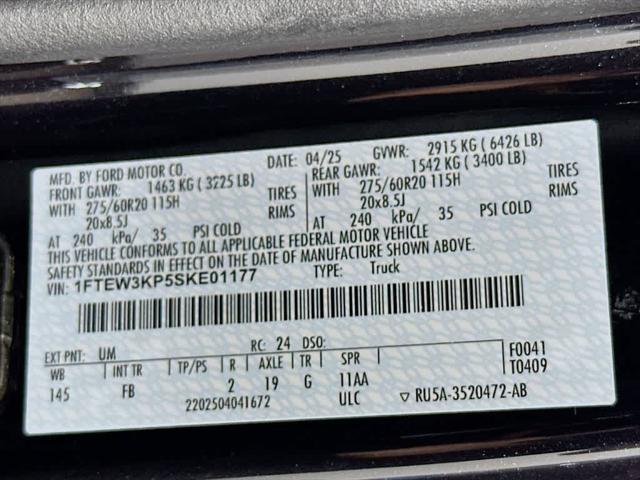 MFD. BY FORD MOTOR CO. DATE: 04/25 GVWR: 2915 KG ( 6426 LB)
FRONT GAWR: 1463 KG ( 3225 LB) REAR GAWR: 1542 KG ( 3400 LB)
WITH 275/60R20 115H TIRES WITH 275/60R20 115H TIRES
20x8.5J RIMS 20x8.5J RIMS
AT 240 kPa/ 35 PSI COLD AT 240 kPa/ 35 PSI COLD
THIS VEHICLE CONFORMS TO ALL APPLICABLE FEDERAL MOTOR VEHICLE
SAFETY STANDARDS IN EFFECT ON THE DATE OF MANUFACTURE SHOWN ABOVE.
VIN: 1FTEW3KP5SKE01177 TYPE: Truck
EXT PNT: UM RC: 24 DSO: F0041
WB INT TR TP/PS R AXLE TR SPR T0409
145 FB 2 19 G 11AA
2202504041672 ULC ▽ RU5A-3520472-AB